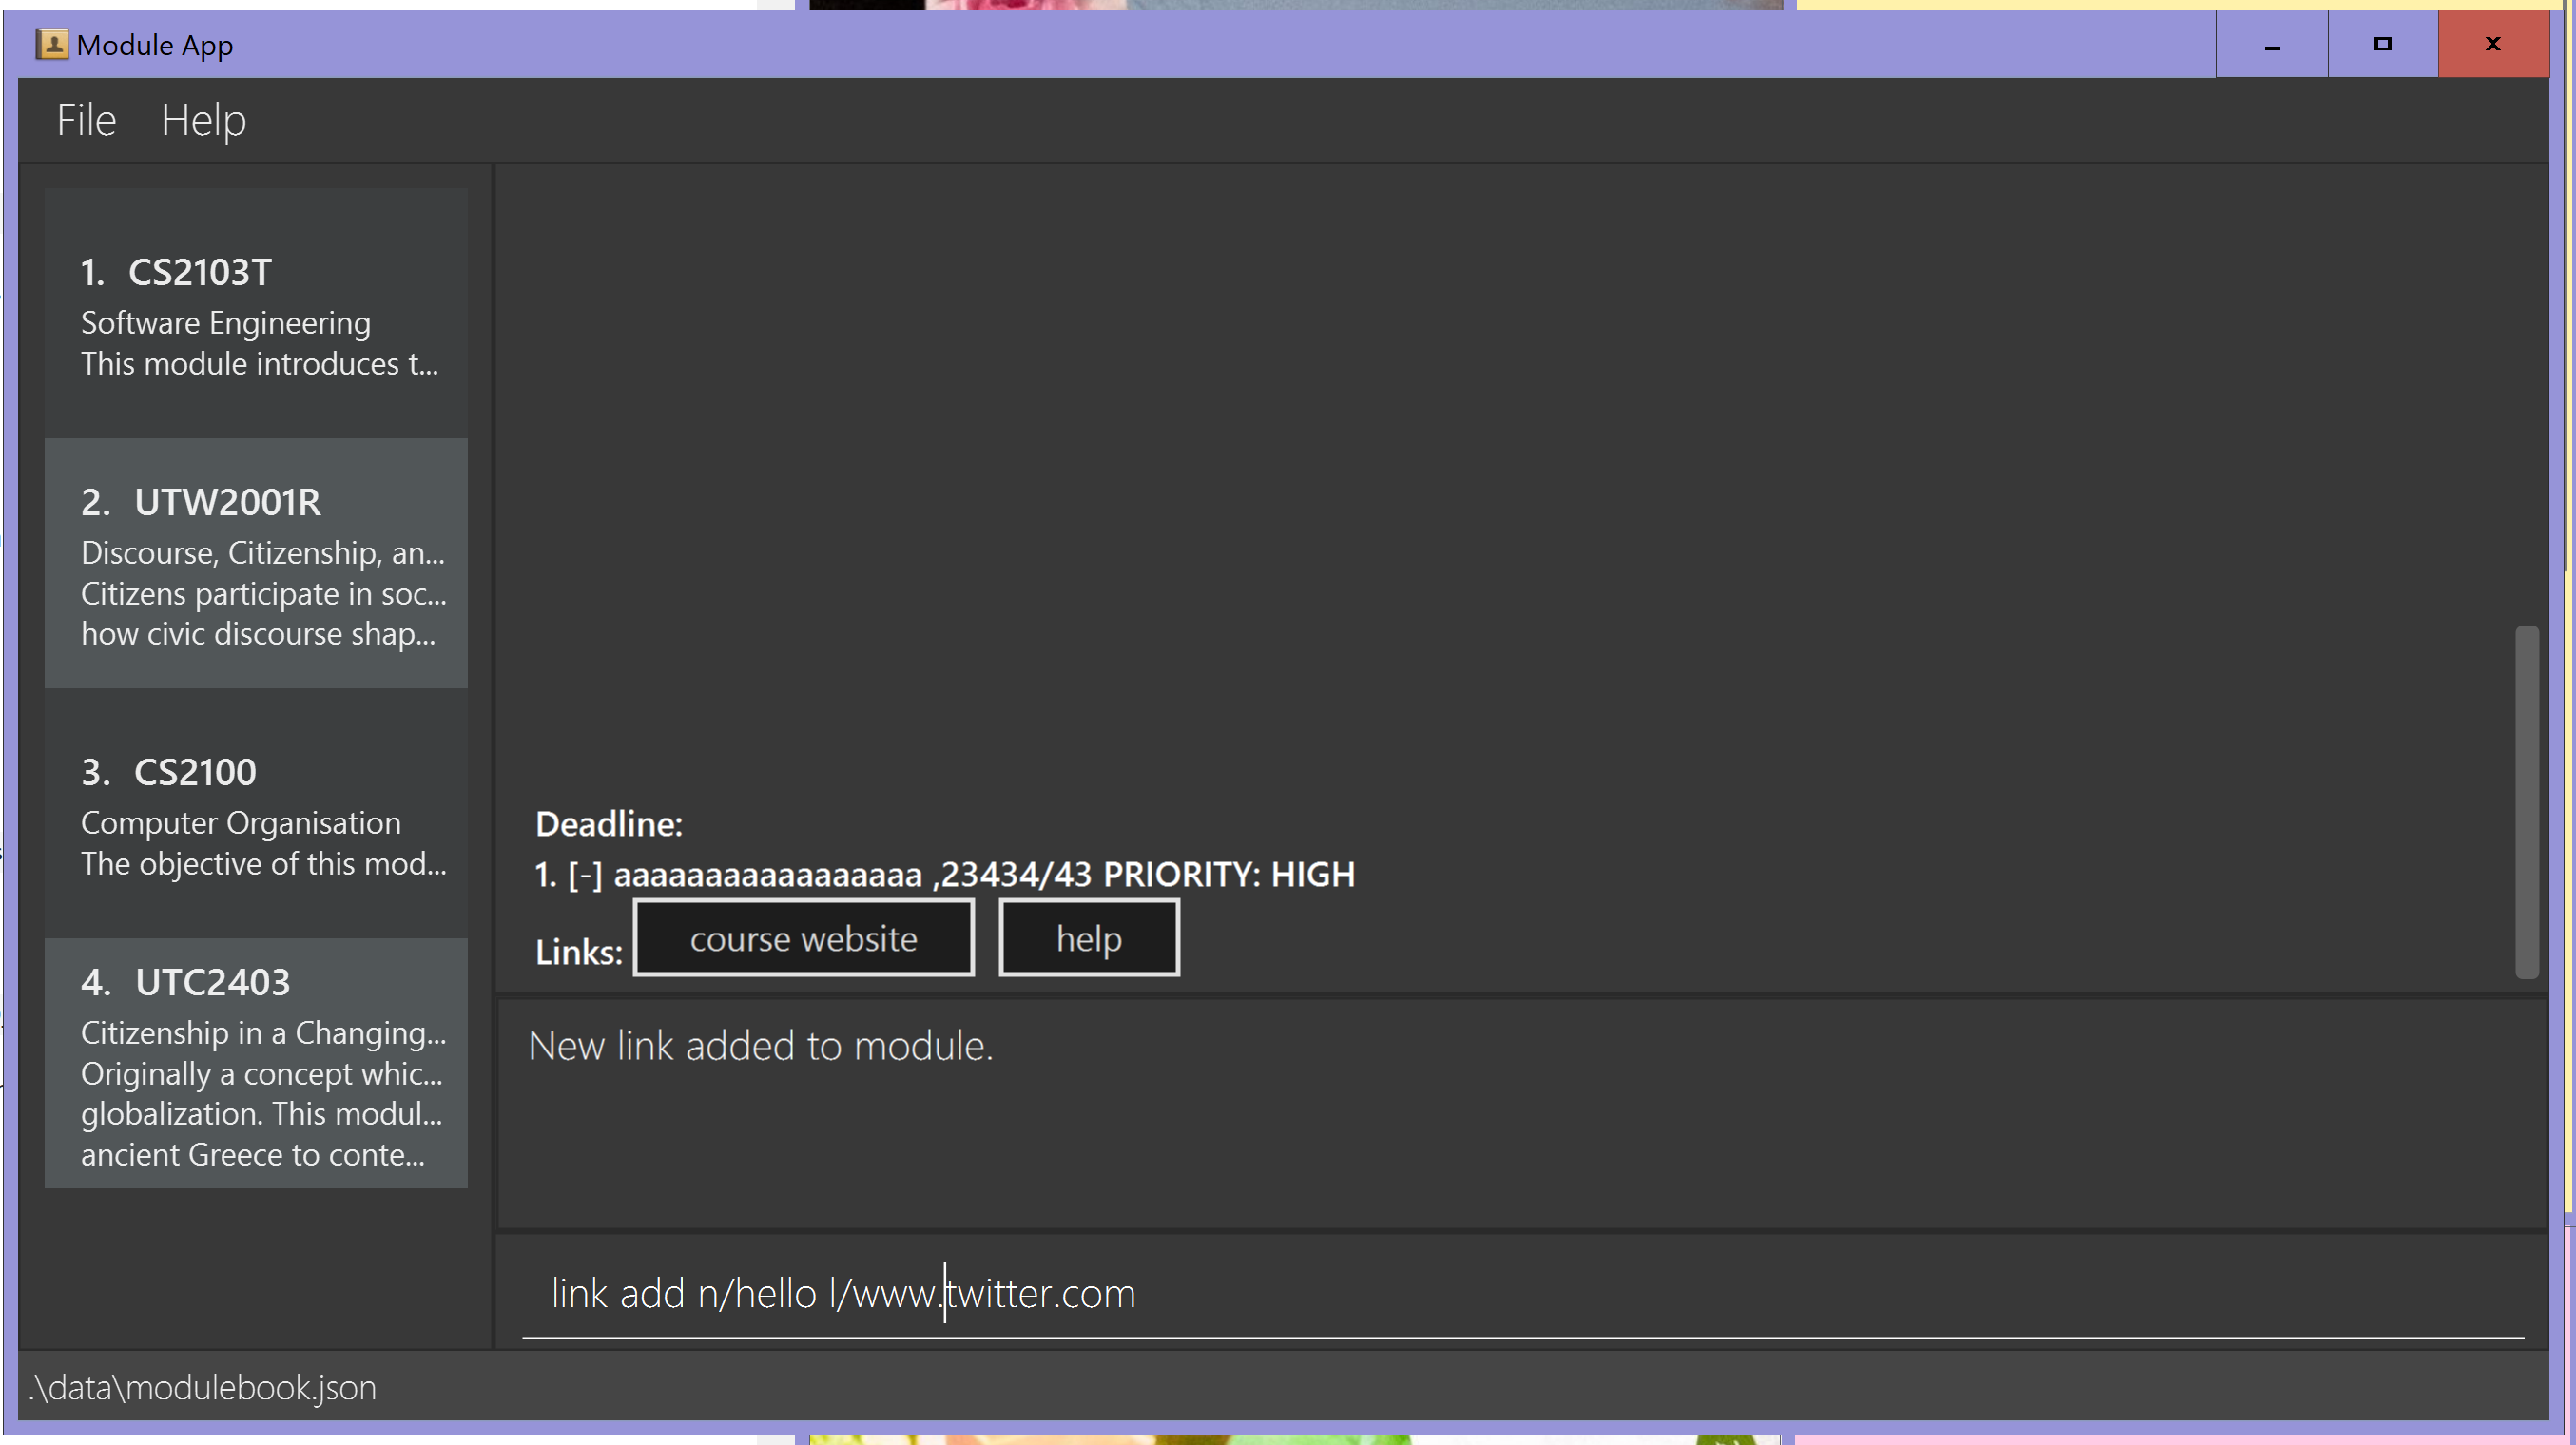 Module App
File Help
1. CS2103T
Software Engineering
This module introduces t...
2. UTW2001R
Discourse, Citizenship, an...
Citizens participate in soc...
how civic discourse shap...
3. CS2100
Computer Organisation
The objective of this mod...
4. UTC2403
Citizenship in a Changing...
Originally a concept whic...
globalization. This modul...
ancient Greece to conte...
Deadline:
1. [-] aaaaaaaaaaaaaaaaa ,23434/43 PRIORITY: HIGH
Links: course website help
New link added to module.
link add n/hello l/www.twitter.com
.\data\modulebook.json